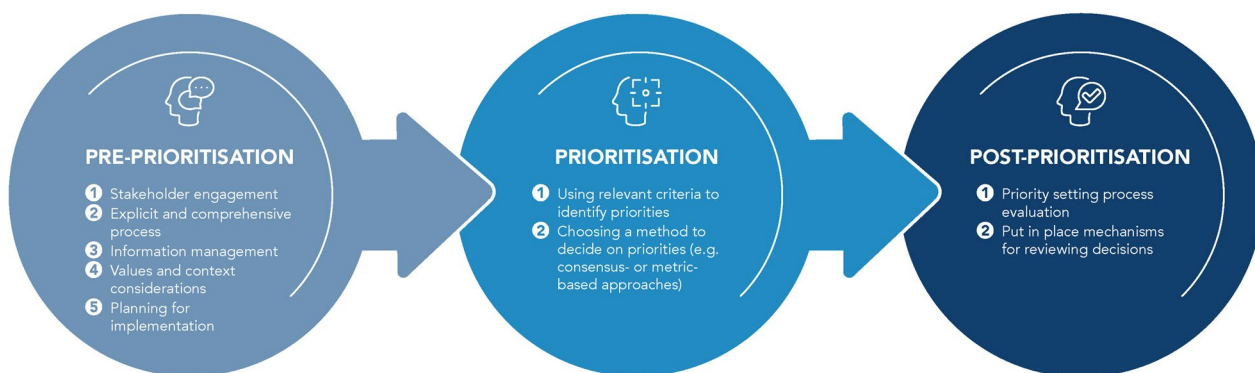 PRE-PRIORITISATION
1 Stakeholder engagement
2 Explicit and comprehensive
process
3 Information management
4 Values and context
considerations
5 Planning for
implementation
PRIORITISATION
1 Using relevant criteria to
identify priorities
2 Choosing a method to
decide on priorities (e.g.
consensus- or metric-
based approaches)
POST-PRIORITISATION
1 Priority setting process
evaluation
2 Put in place mechanisms
for reviewing decisions